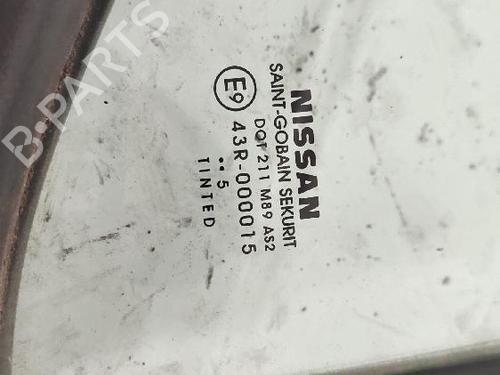 NISSAN
SAINT-GOBAIN SEKURIT
DOT 211 M89 AS2
E9 43R-000015
•• 5
TINTED
B-PARTS